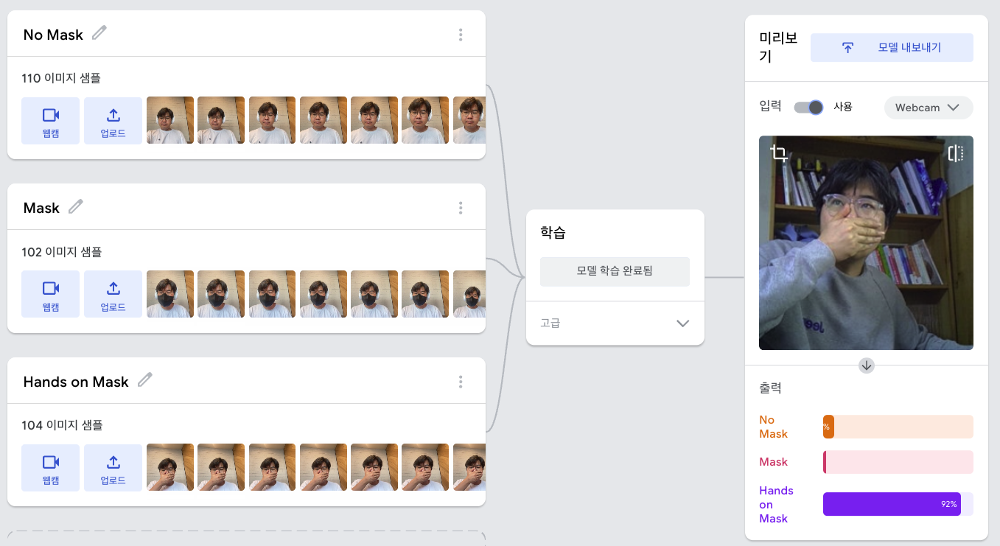 No Mask
110 이미지 샘플
웹캠
업로드
Mask
102 이미지 샘플
웹캠
업로드
Hands on Mask
104 이미지 샘플
웹캠
업로드
학습
모델 학습 완료됨
고급
미리보
기
모델 내보내기
입력
사용
Webcam
출력
No
Mask
%
Mask
Hands
on
Mask
92%